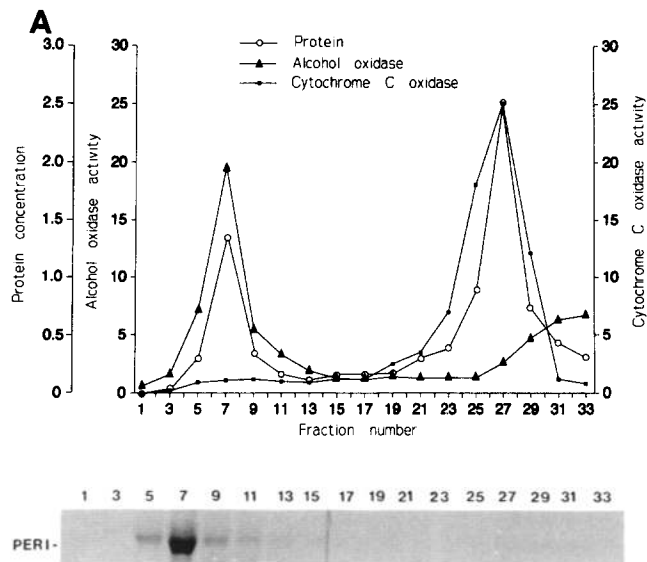 A
Protein
Alcohol oxidase
Cytochrome C oxidase
3.0 30 30
2.5 25 25
2.0 20 20
1.5 15 15
1.0 10 10
0.5 5 5
0 0 0
Protein concentration
Alcohol oxidase activity
Cytochrome C oxidase activity
1 3 5 7 9 11 13 15 17 19 21 23 25 27 29 31 33
Fraction number
1 3 5 7 9 11 13 15 17 19 21 23 25 27 29 31 33
PERI-